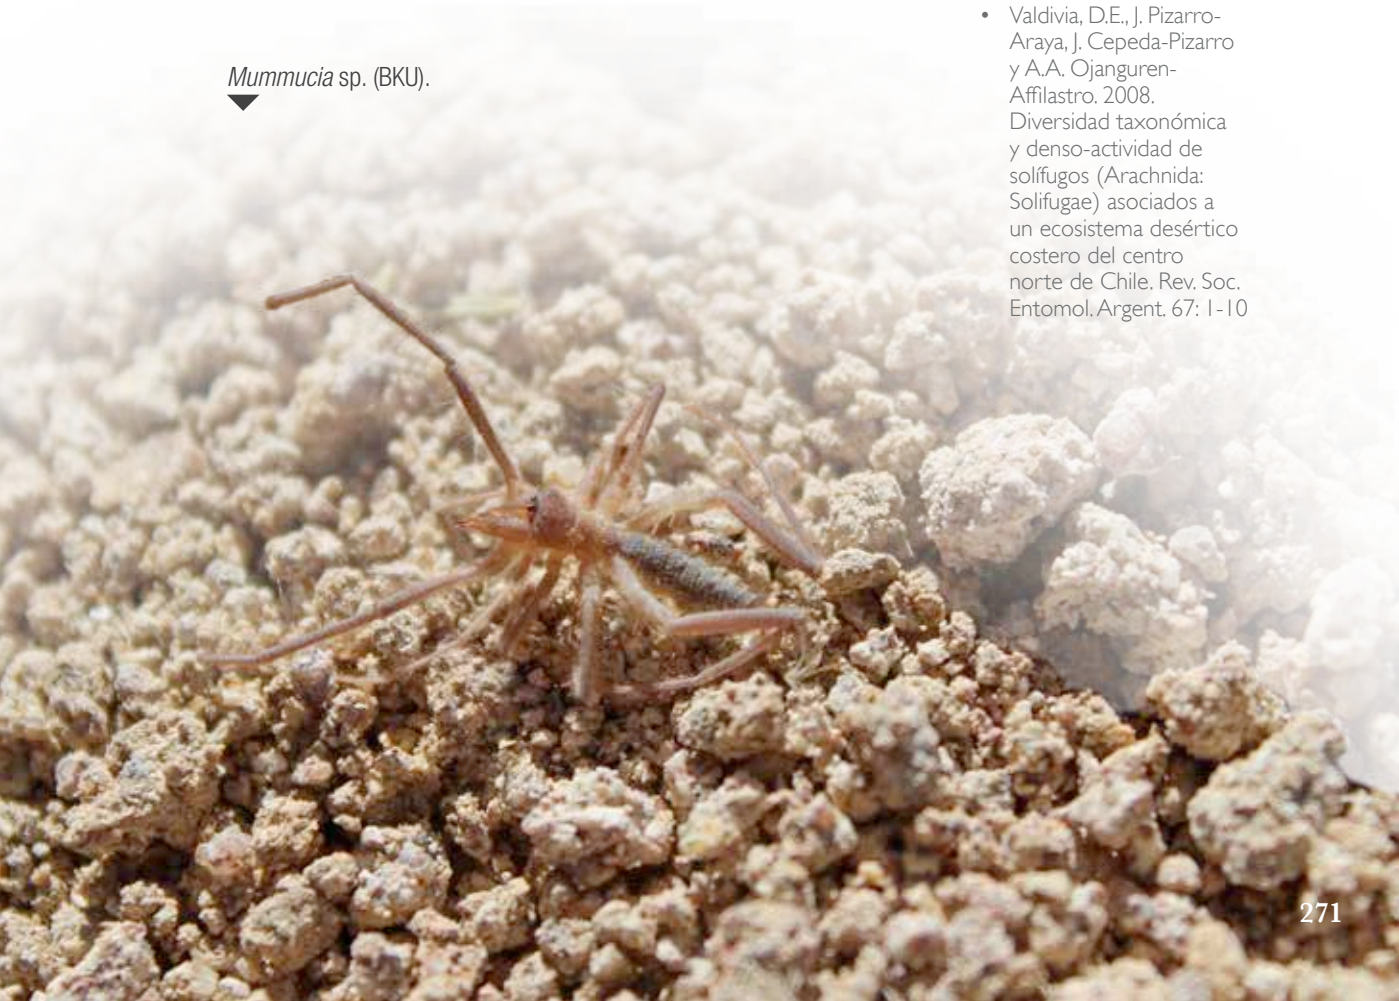 Mummucia sp. (BKU).
• Valdivia, D.E., J. Pizarro-
Araya, J. Cepeda-Pizarro
y A.A. Ojanguren-
Affilastro. 2008.
Diversidad taxonómica
y denso-actividad de
solífugos (Arachnida:
Solifugae) asociados a
un ecosistema desértico
costero del centro
norte de Chile. Rev. Soc.
Entomol. Argent. 67: 1-10
271